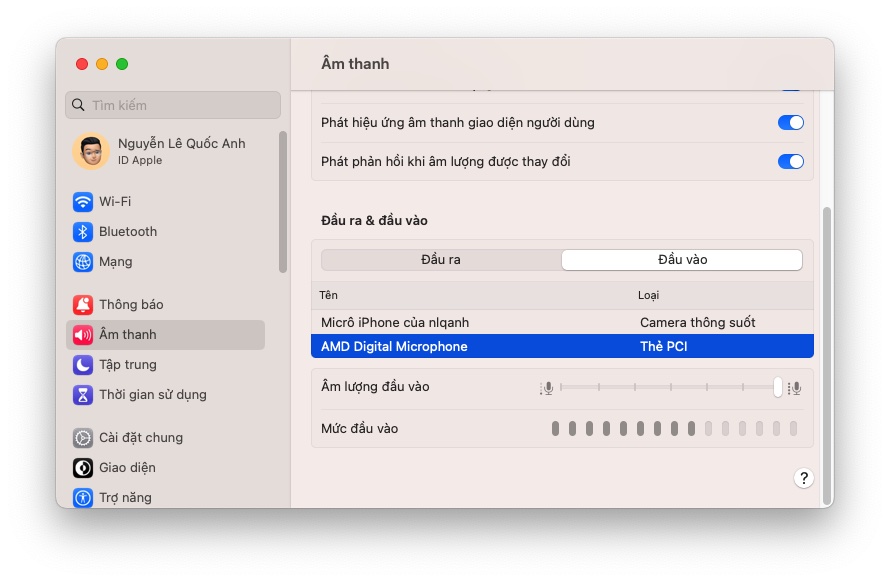 Âm thanh
Tìm kiếm
Nguyễn Lê Quốc Anh
ID Apple
Wi-Fi
Bluetooth
Mạng
Thông báo
Âm thanh
Tập trung
Thời gian sử dụng
Cài đặt chung
Giao diện
Trợ năng
Phát hiệu ứng âm thanh giao diện người dùng
Phát phản hồi khi âm lượng được thay đổi
Đầu ra & đầu vào
Đầu ra Đầu vào
Tên Loại
Micrô iPhone của nlqanh Camera thông suốt
AMD Digital Microphone Thẻ PCI
Âm lượng đầu vào
Mức đầu vào
?